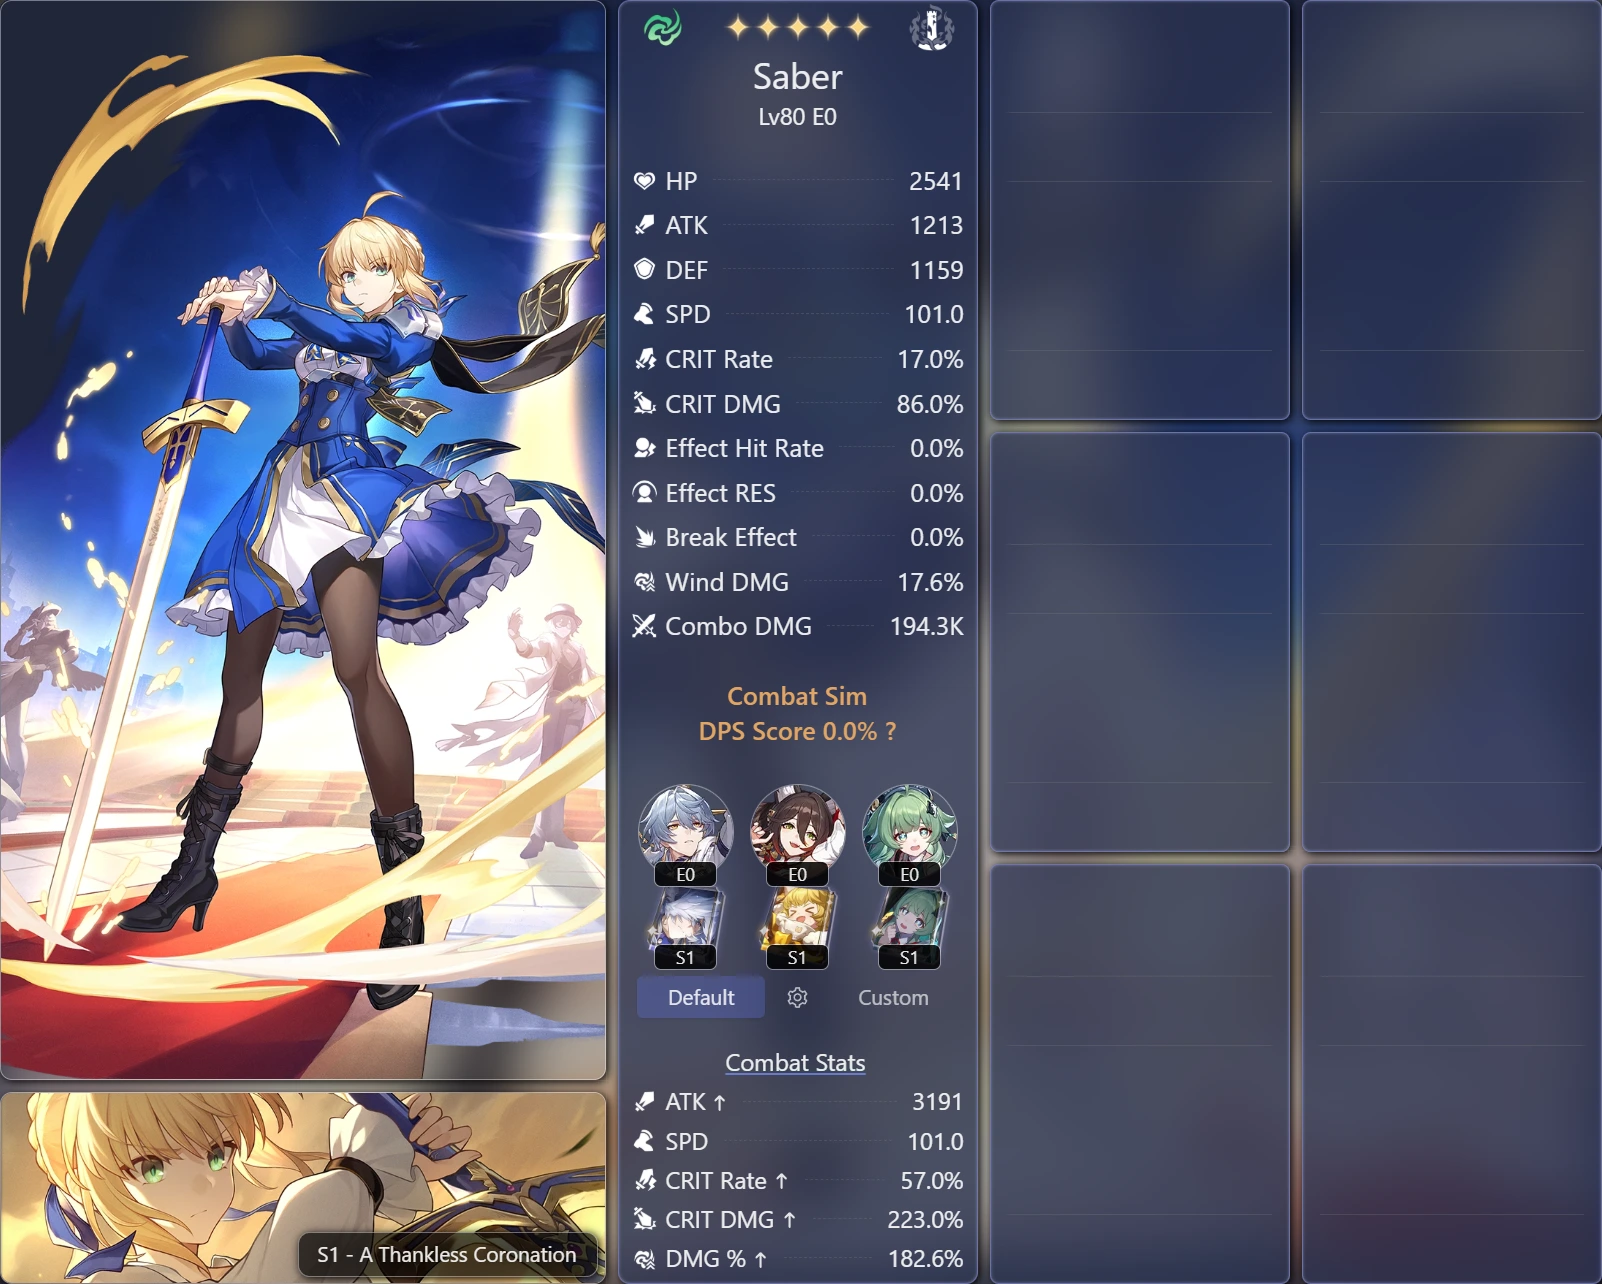 Saber
Lv80 E0
HP 2541
ATK 1213
DEF 1159
SPD 101.0
CRIT Rate 17.0%
CRIT DMG 86.0%
Effect Hit Rate 0.0%
Effect RES 0.0%
Break Effect 0.0%
Wind DMG 17.6%
Combo DMG 194.3K
Combat Sim
DPS Score 0.0% ?
E0 E0 E0
S1 S1 S1
Default Custom
Combat Stats
ATK ↑ 3191
SPD 101.0
CRIT Rate ↑ 57.0%
CRIT DMG ↑ 223.0%
DMG % ↑ 182.6%
S1 - A Thankless Coronation